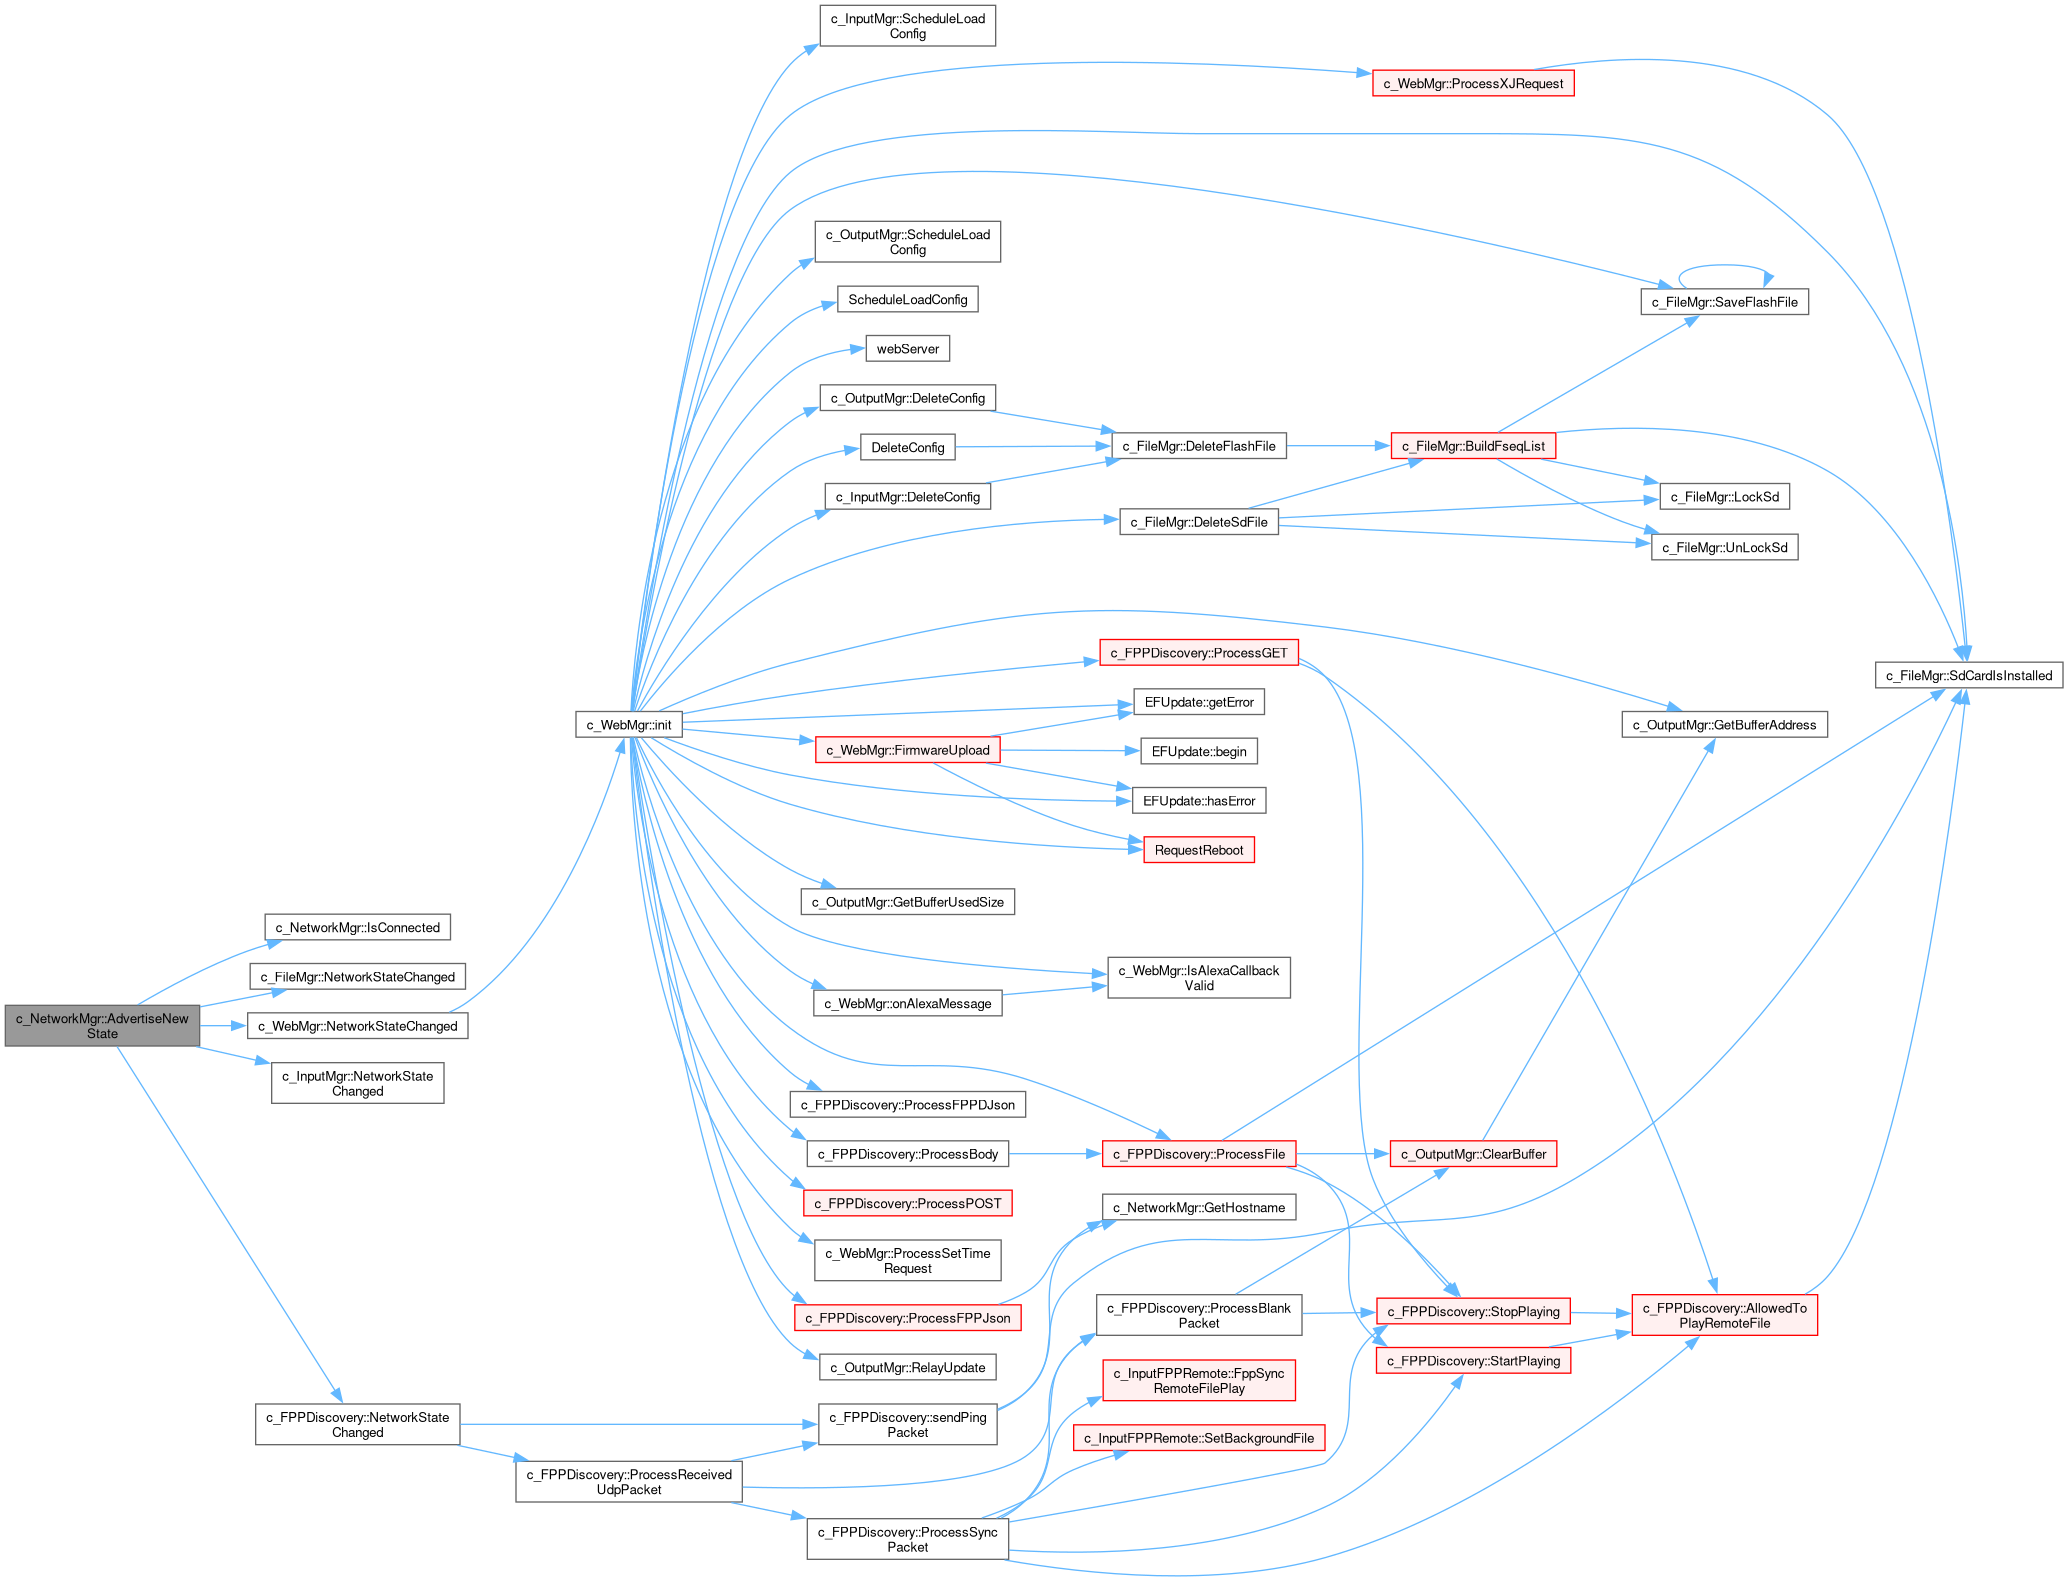 c_InputMgr::ScheduleLoad
Config
c_WebMgr::ProcessXJRequest
c_OutputMgr::ScheduleLoad
Config
ScheduleLoadConfig
c_FileMgr::SaveFlashFile
webServer
c_OutputMgr::DeleteConfig
DeleteConfig
c_FileMgr::DeleteFlashFile
c_FileMgr::BuildFseqList
c_InputMgr::DeleteConfig
c_FileMgr::LockSd
c_FileMgr::DeleteSdFile
c_FileMgr::UnLockSd
c_FPPDiscovery::ProcessGET
c_FileMgr::SdCardIsInstalled
EFUpdate::getError
c_WebMgr::init
c_OutputMgr::GetBufferAddress
c_WebMgr::FirmwareUpload
EFUpdate::begin
EFUpdate::hasError
RequestReboot
c_OutputMgr::GetBufferUsedSize
c_NetworkMgr::IsConnected
c_FileMgr::NetworkStateChanged
c_WebMgr::IsAlexaCallback
Valid
c_WebMgr::onAlexaMessage
c_NetworkMgr::AdvertiseNew
State
c_WebMgr::NetworkStateChanged
c_InputMgr::NetworkState
Changed
c_FPPDiscovery::ProcessFPPDJson
c_FPPDiscovery::ProcessBody
c_FPPDiscovery::ProcessFile
c_OutputMgr::ClearBuffer
c_FPPDiscovery::ProcessPOST
c_NetworkMgr::GetHostname
c_WebMgr::ProcessSetTime
Request
c_FPPDiscovery::ProcessFPPJson
c_FPPDiscovery::ProcessBlank
Packet
c_FPPDiscovery::StopPlaying
c_FPPDiscovery::AllowedTo
PlayRemoteFile
c_FPPDiscovery::StartPlaying
c_OutputMgr::RelayUpdate
c_InputFPPRemote::FppSync
RemoteFilePlay
c_FPPDiscovery::NetworkState
Changed
c_FPPDiscovery::sendPing
Packet
c_InputFPPRemote::SetBackgroundFile
c_FPPDiscovery::ProcessReceived
UdpPacket
c_FPPDiscovery::ProcessSync
Packet